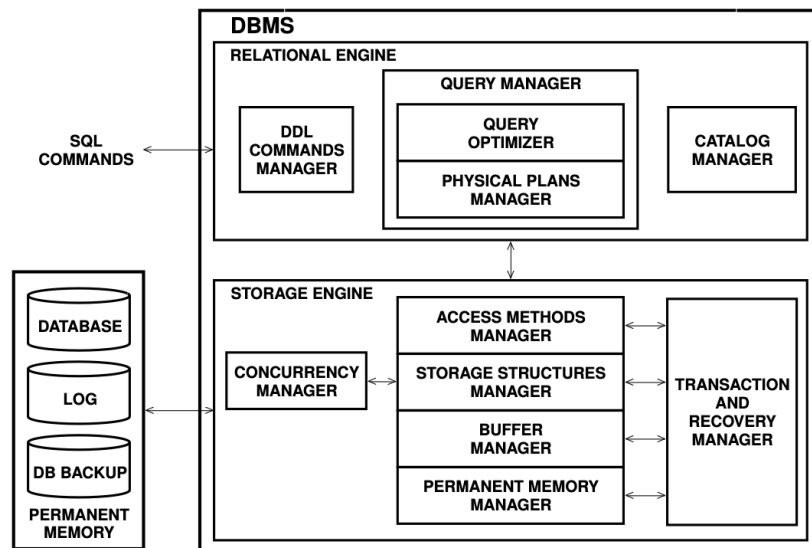 DBMS
RELATIONAL ENGINE
QUERY MANAGER
DDL
COMMANDS
MANAGER
QUERY
OPTIMIZER
PHYSICAL PLANS
MANAGER
CATALOG
MANAGER
SQL
COMMANDS
STORAGE ENGINE
ACCESS METHODS
MANAGER
CONCURRENCY
MANAGER
STORAGE STRUCTURES
MANAGER
BUFFER
MANAGER
PERMANENT MEMORY
MANAGER
TRANSACTION
AND
RECOVERY
MANAGER
DATABASE
LOG
DB BACKUP
PERMANENT
MEMORY